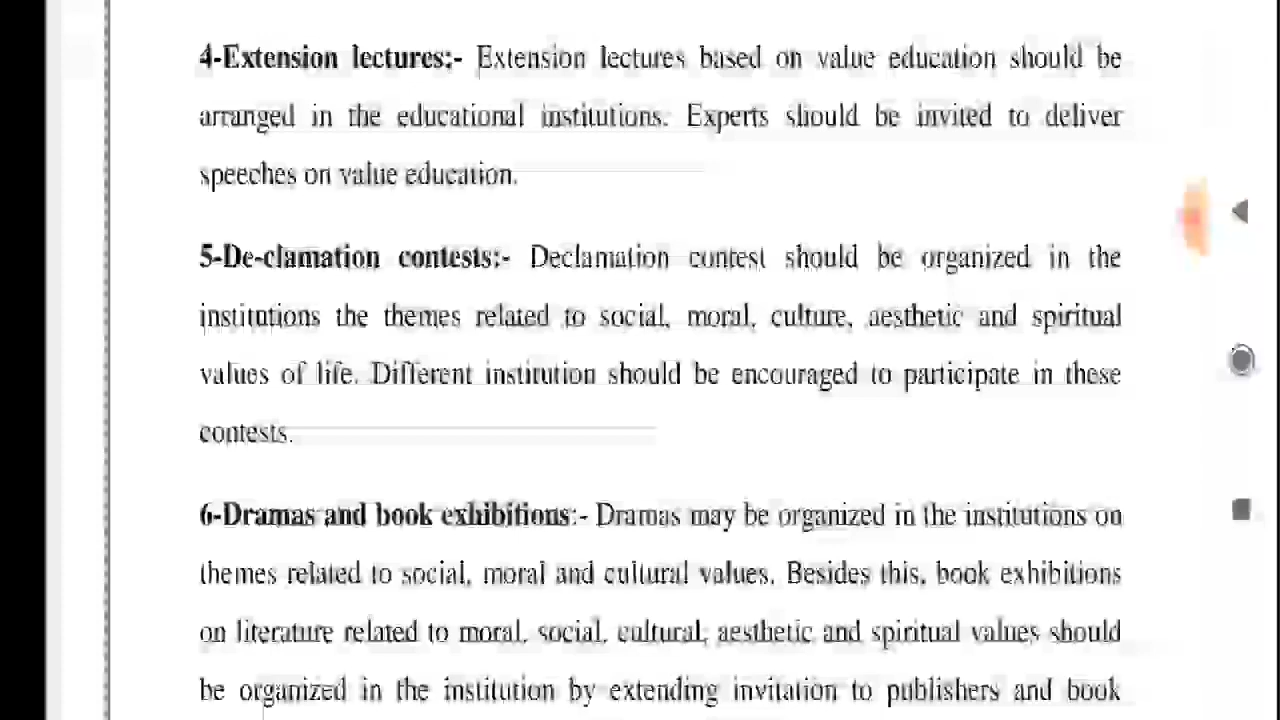 4-Extension lectures:- Extension lectures based on value education should be
arranged in the educational institutions. Experts should be invited to deliver
speeches on value education.
5-De-clamation contests:- Declamation contest should be organized in the
institutions the themes related to social, moral, culture, aesthetic and spiritual
values of life. Different institution should be encouraged to participate in these
contests.
6-Dramas and book exhibitions:- Dramas may be organized in the institutions on
themes related to social, moral and cultural values. Besides this, book exhibitions
on literature related to moral, social, cultural, aesthetic and spiritual values should
be organized in the institution by extending invitation to publishers and book